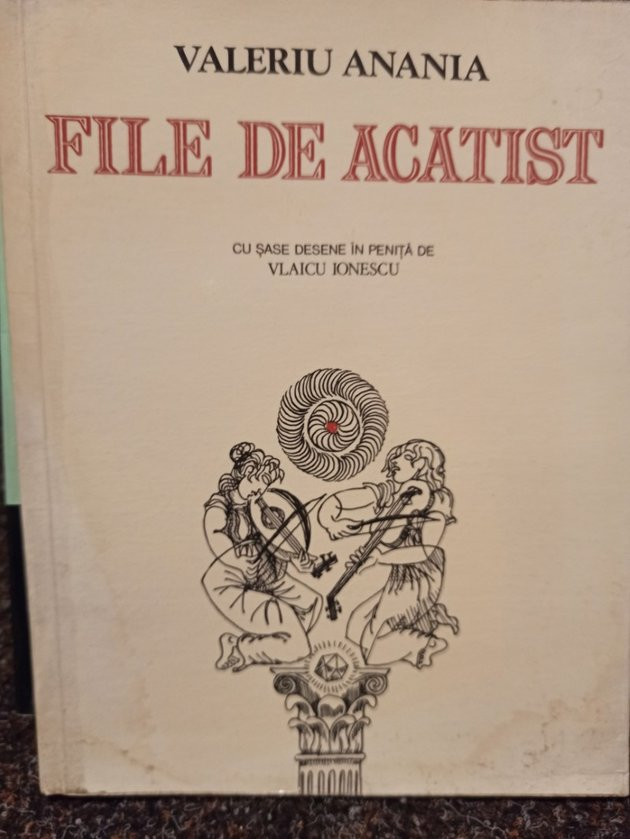 VALERIU ANANIA
FILE DE ACATIST
CU ȘASE DESENE ÎN PENIȚĂ DE
VLAICU IONESCU